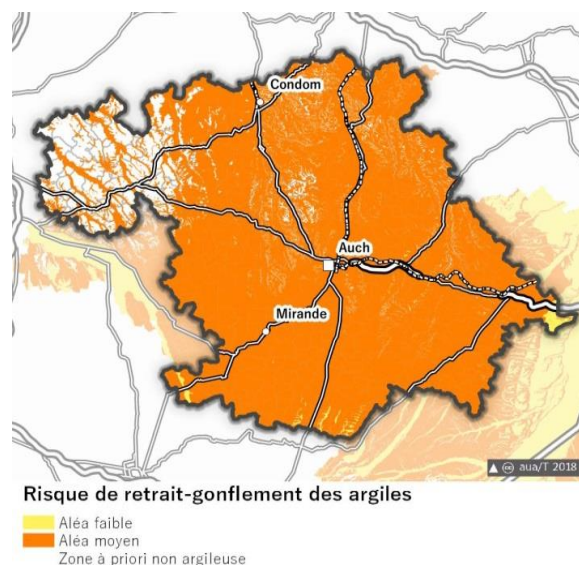 Condom
Auch
Mirande
aua/T 2018
Risque de retrait-gonflement des argiles
Aléa faible
Aléa moyen
Zone à priori non argileuse